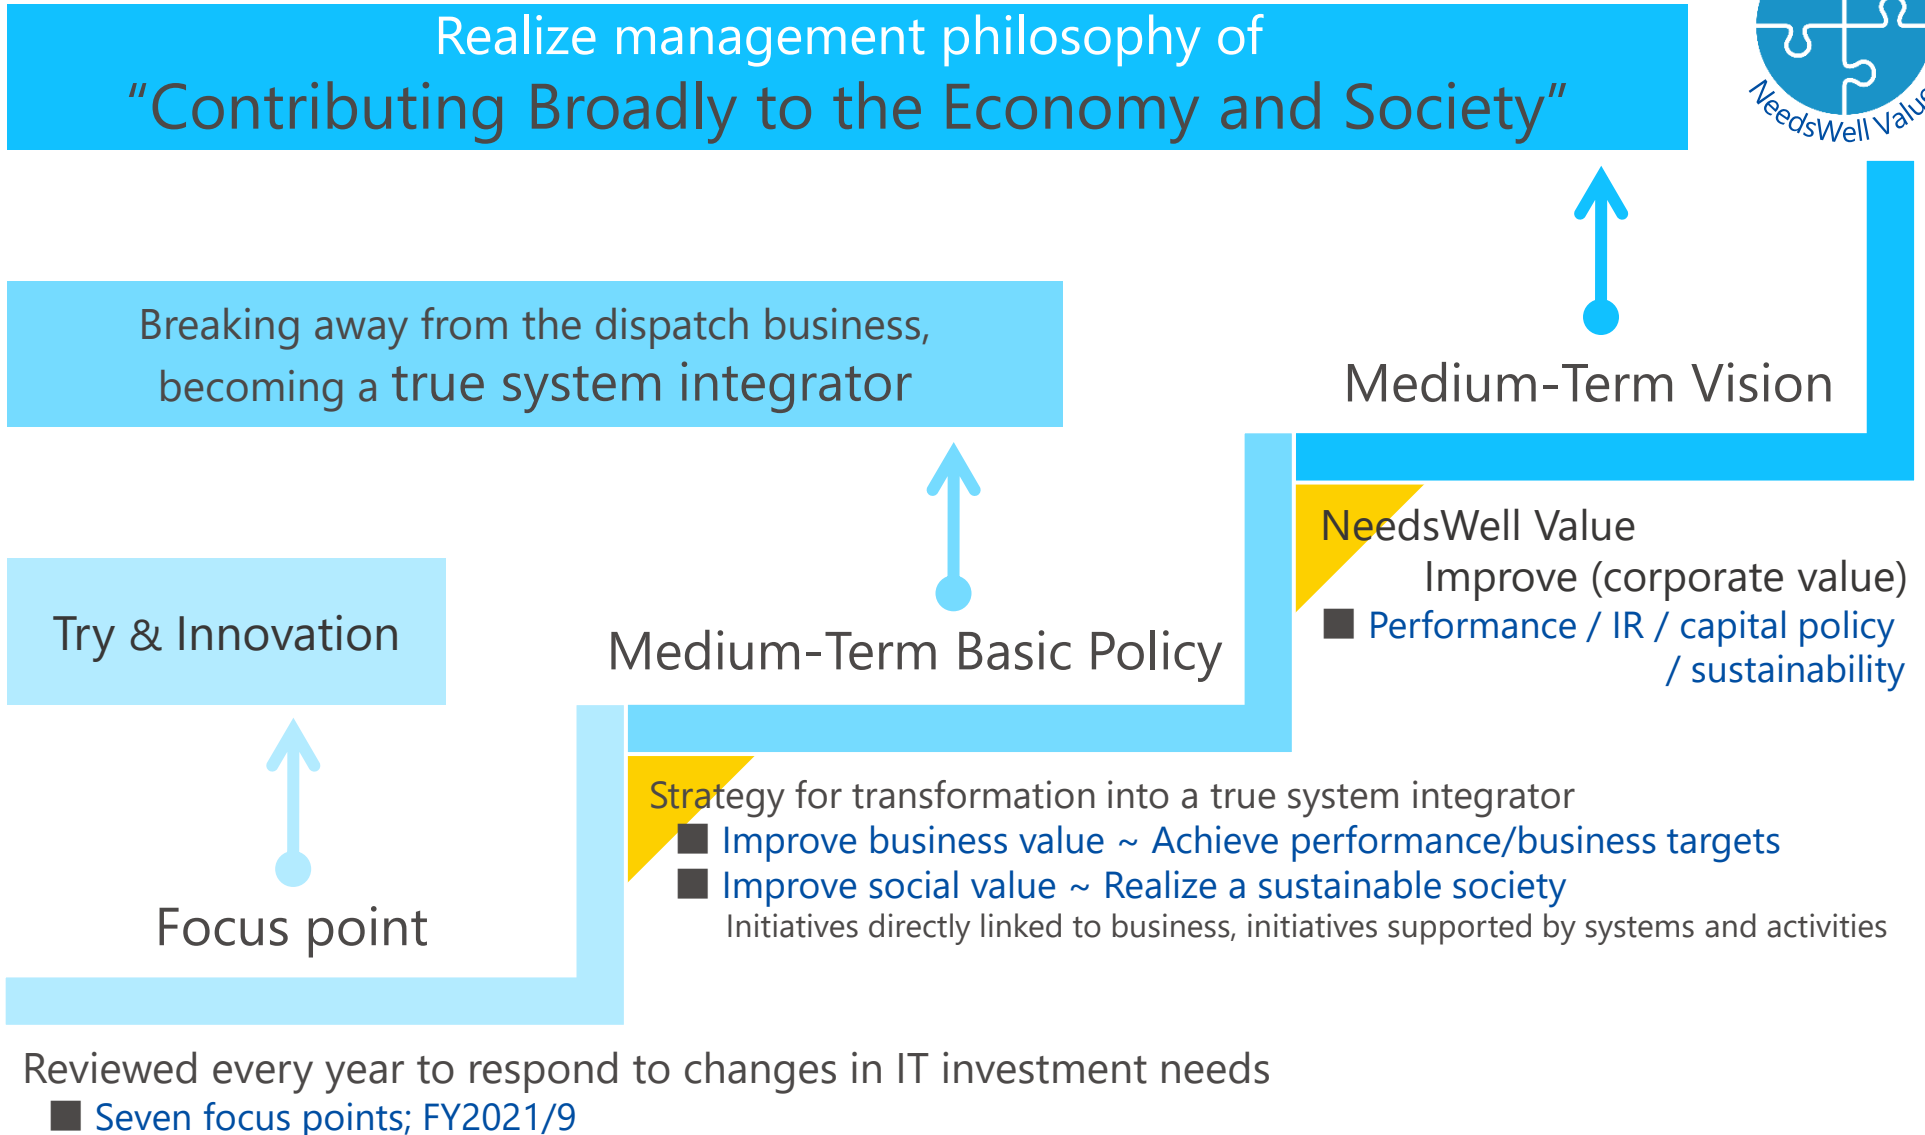 Realize management philosophy of
“Contributing Broadly to the Economy and Society”
NeedsWell Value
Breaking away from the dispatch business,
becoming a true system integrator
Medium-Term Vision
NeedsWell Value
Improve (corporate value)
■ Performance / IR / capital policy
/ sustainability
Try & Innovation
Medium-Term Basic Policy
Strategy for transformation into a true system integrator
■ Improve business value ~ Achieve performance/business targets
■ Improve social value ~ Realize a sustainable society
Initiatives directly linked to business, initiatives supported by systems and activities
Focus point
Reviewed every year to respond to changes in IT investment needs
■ Seven focus points; FY2021/9